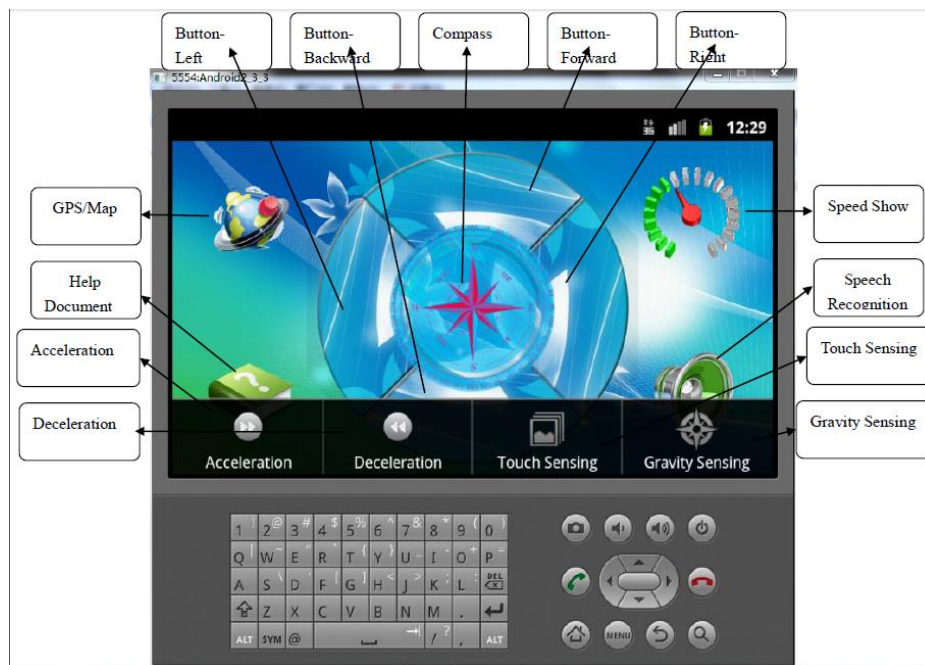 Button-
Left
Button-
Backward
Compass
Button-
Forward
Button-
Right
5554:Android2_3_3
3G
12:29
GPS/Map
Speed Show
Help
Document
Speech
Recognition
Acceleration
Touch Sensing
Deceleration
Gravity Sensing
Acceleration
Deceleration
Touch Sensing
Gravity Sensing
1 ! 2 @ 3 # 4 $ 5 % 6 ^ 7 & 8 * 9 ( 0 )
Q | W ~ E " R ` T { Y } U _ I - O + P =
A S \ D ' F [ G ] H < J > K ; L : DEL
Z X C V B N M .
ALT SYM @ / ? , ALT
MENU